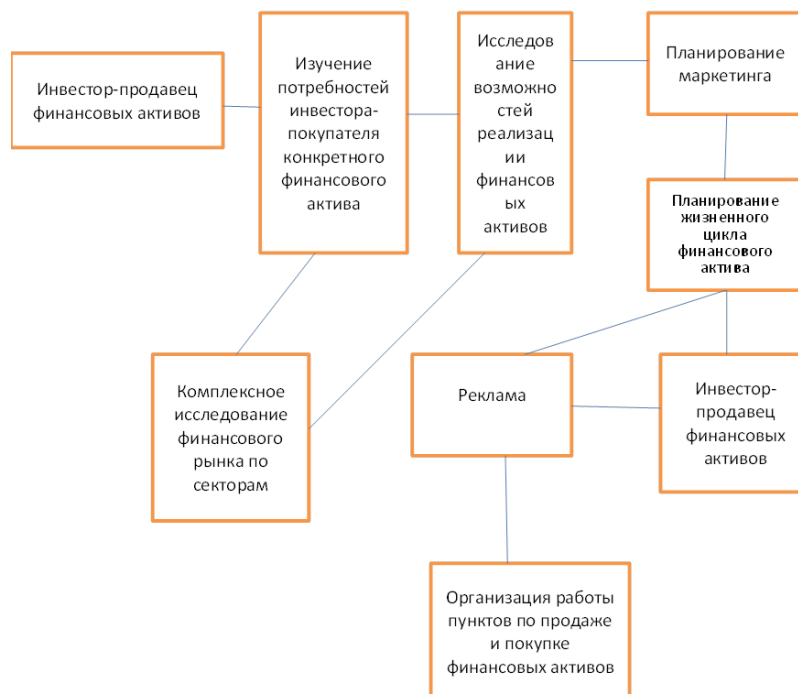 Инвестор-продавец
финансовых активов
Изучение
потребностей
инвестора-
покупателя
конкретного
финансового
актива
Исследов
ание
возможно
стей
реализац
ии
финансов
ых
активов
Планирование
маркетинга
Планирование
жизненного
цикла
финансового
актива
Комплексное
исследование
финансового
рынка по
секторам
Реклама
Инвестор-
продавец
финансовых
активов
Организация работы
пунктов по продаже
и покупке
финансовых активов